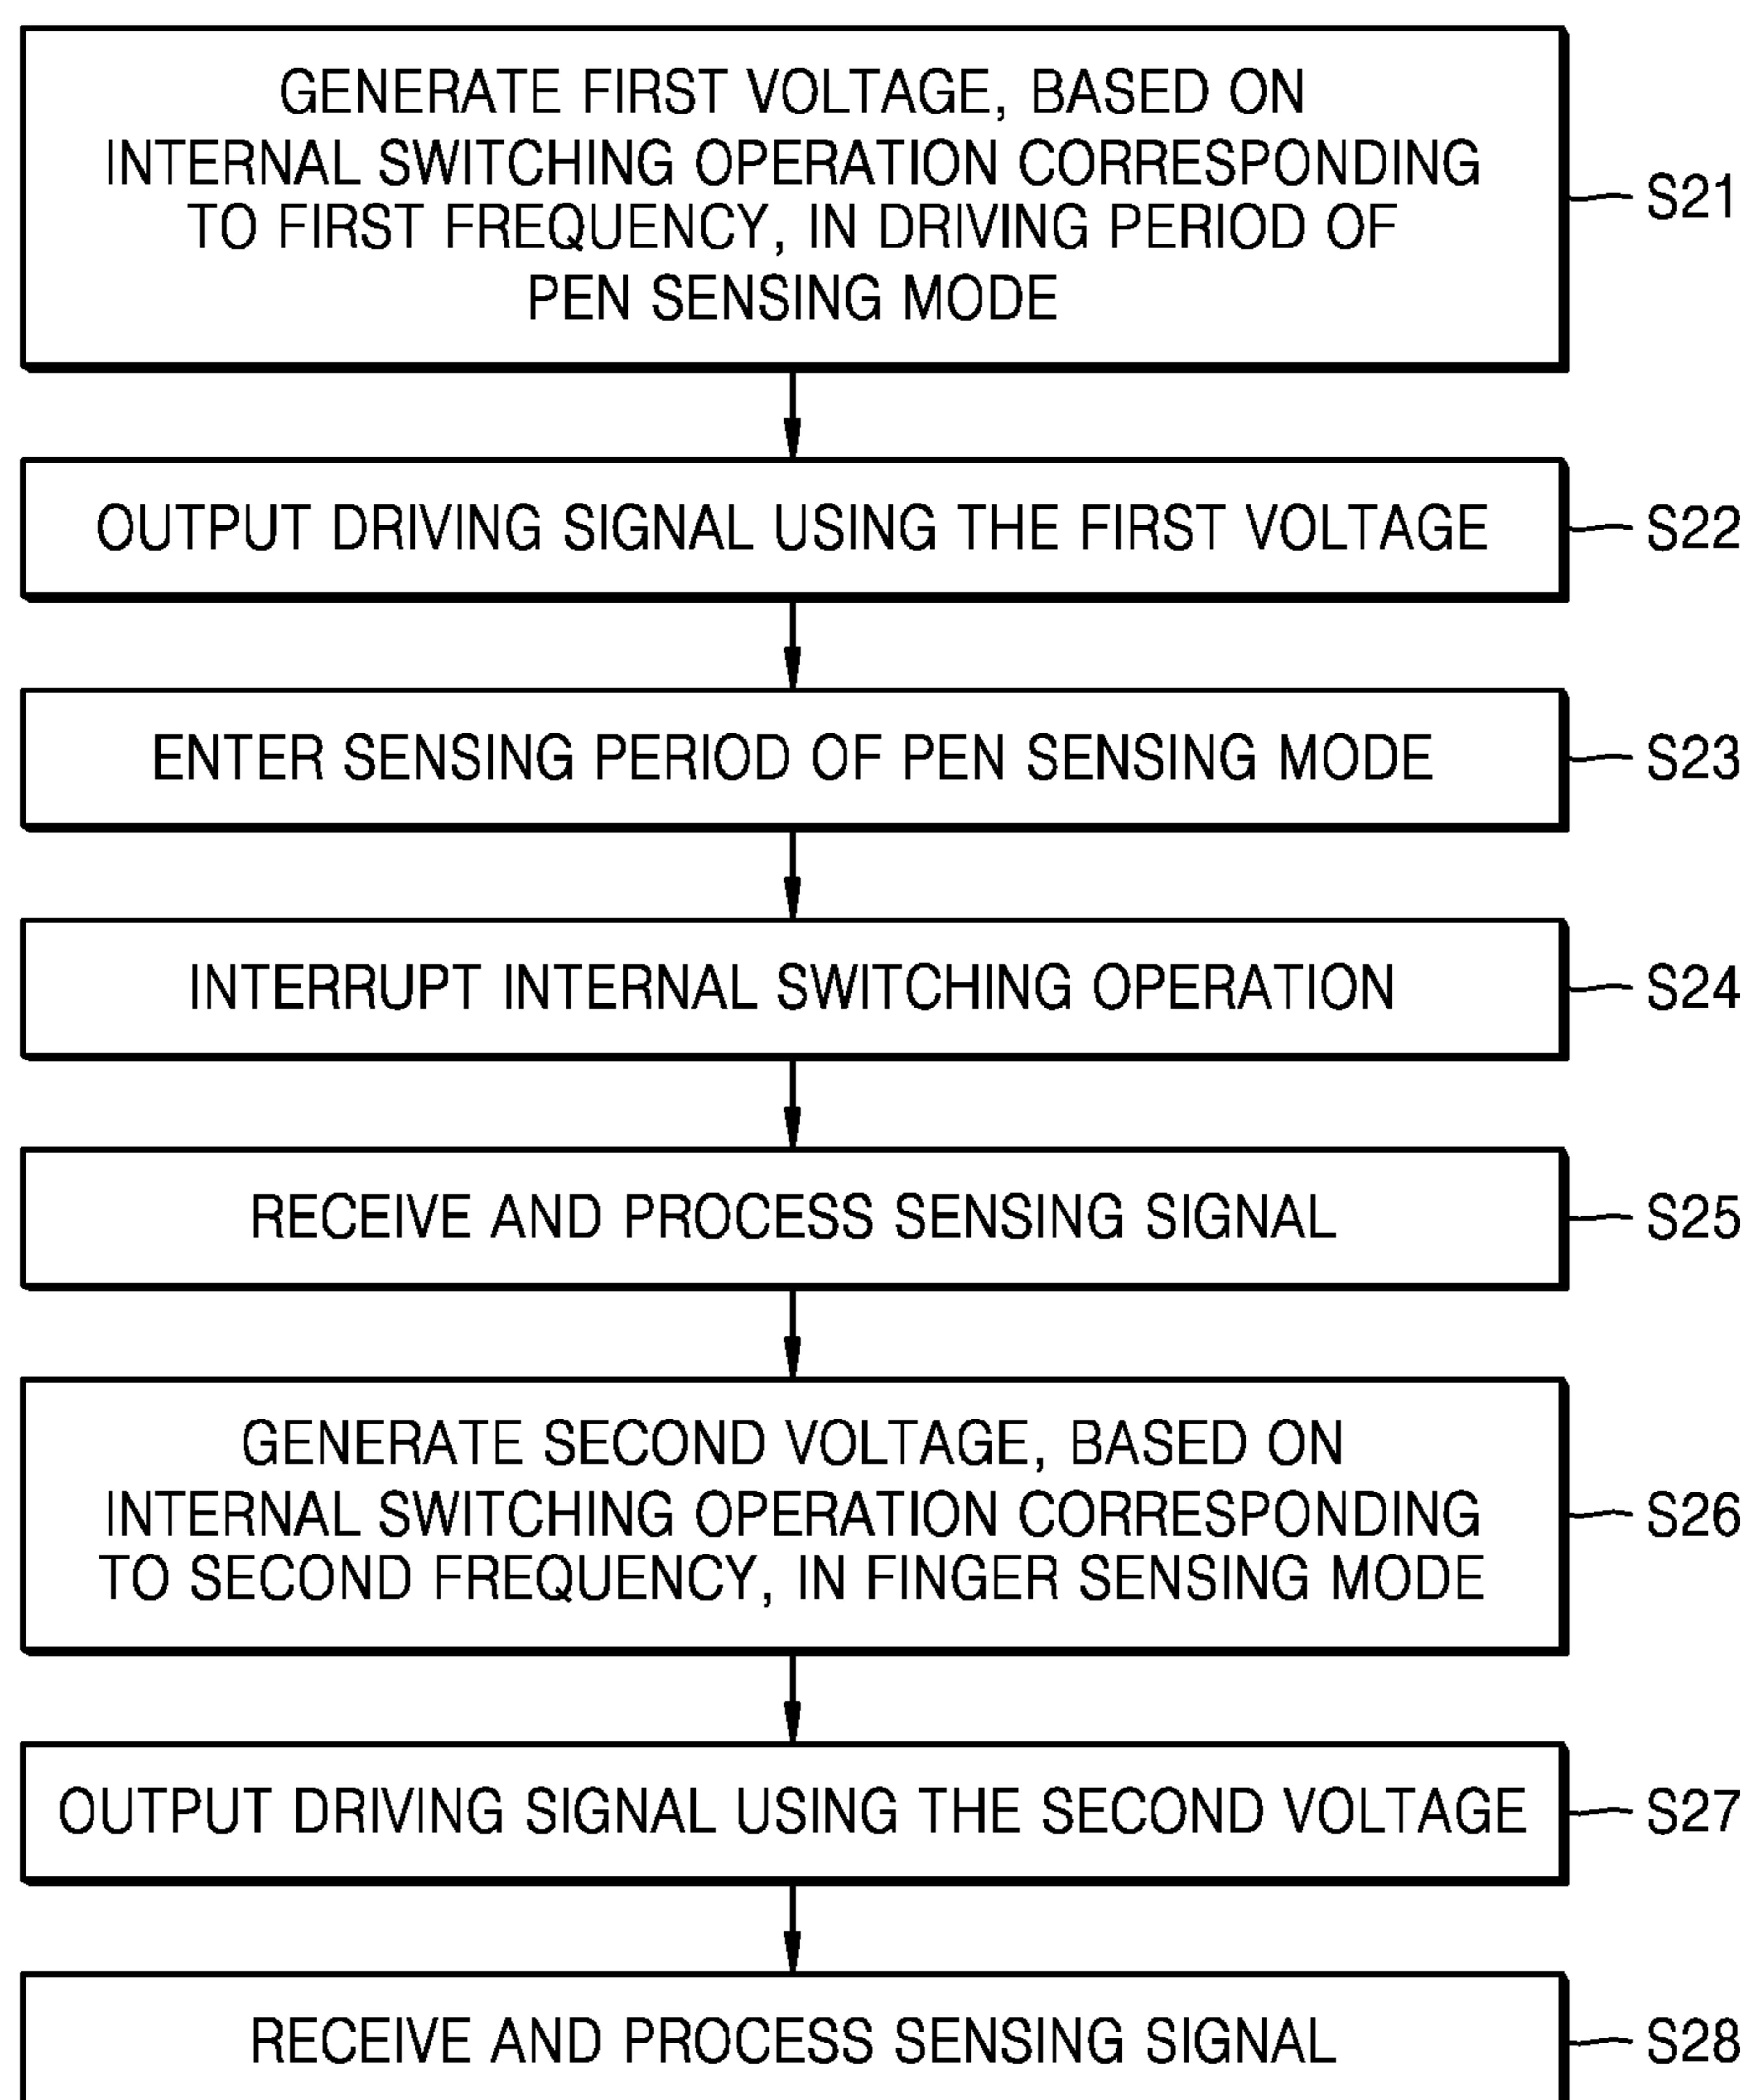 GENERATE FIRST VOLTAGE, BASED ON
INTERNAL SWITCHING OPERATION CORRESPONDING
TO FIRST FREQUENCY, IN DRIVING PERIOD OF
PEN SENSING MODE
S21
OUTPUT DRIVING SIGNAL USING THE FIRST VOLTAGE
S22
ENTER SENSING PERIOD OF PEN SENSING MODE
S23
INTERRUPT INTERNAL SWITCHING OPERATION
S24
RECEIVE AND PROCESS SENSING SIGNAL
S25
GENERATE SECOND VOLTAGE, BASED ON
INTERNAL SWITCHING OPERATION CORRESPONDING
TO SECOND FREQUENCY, IN FINGER SENSING MODE
S26
OUTPUT DRIVING SIGNAL USING THE SECOND VOLTAGE
S27
RECEIVE AND PROCESS SENSING SIGNAL
S28